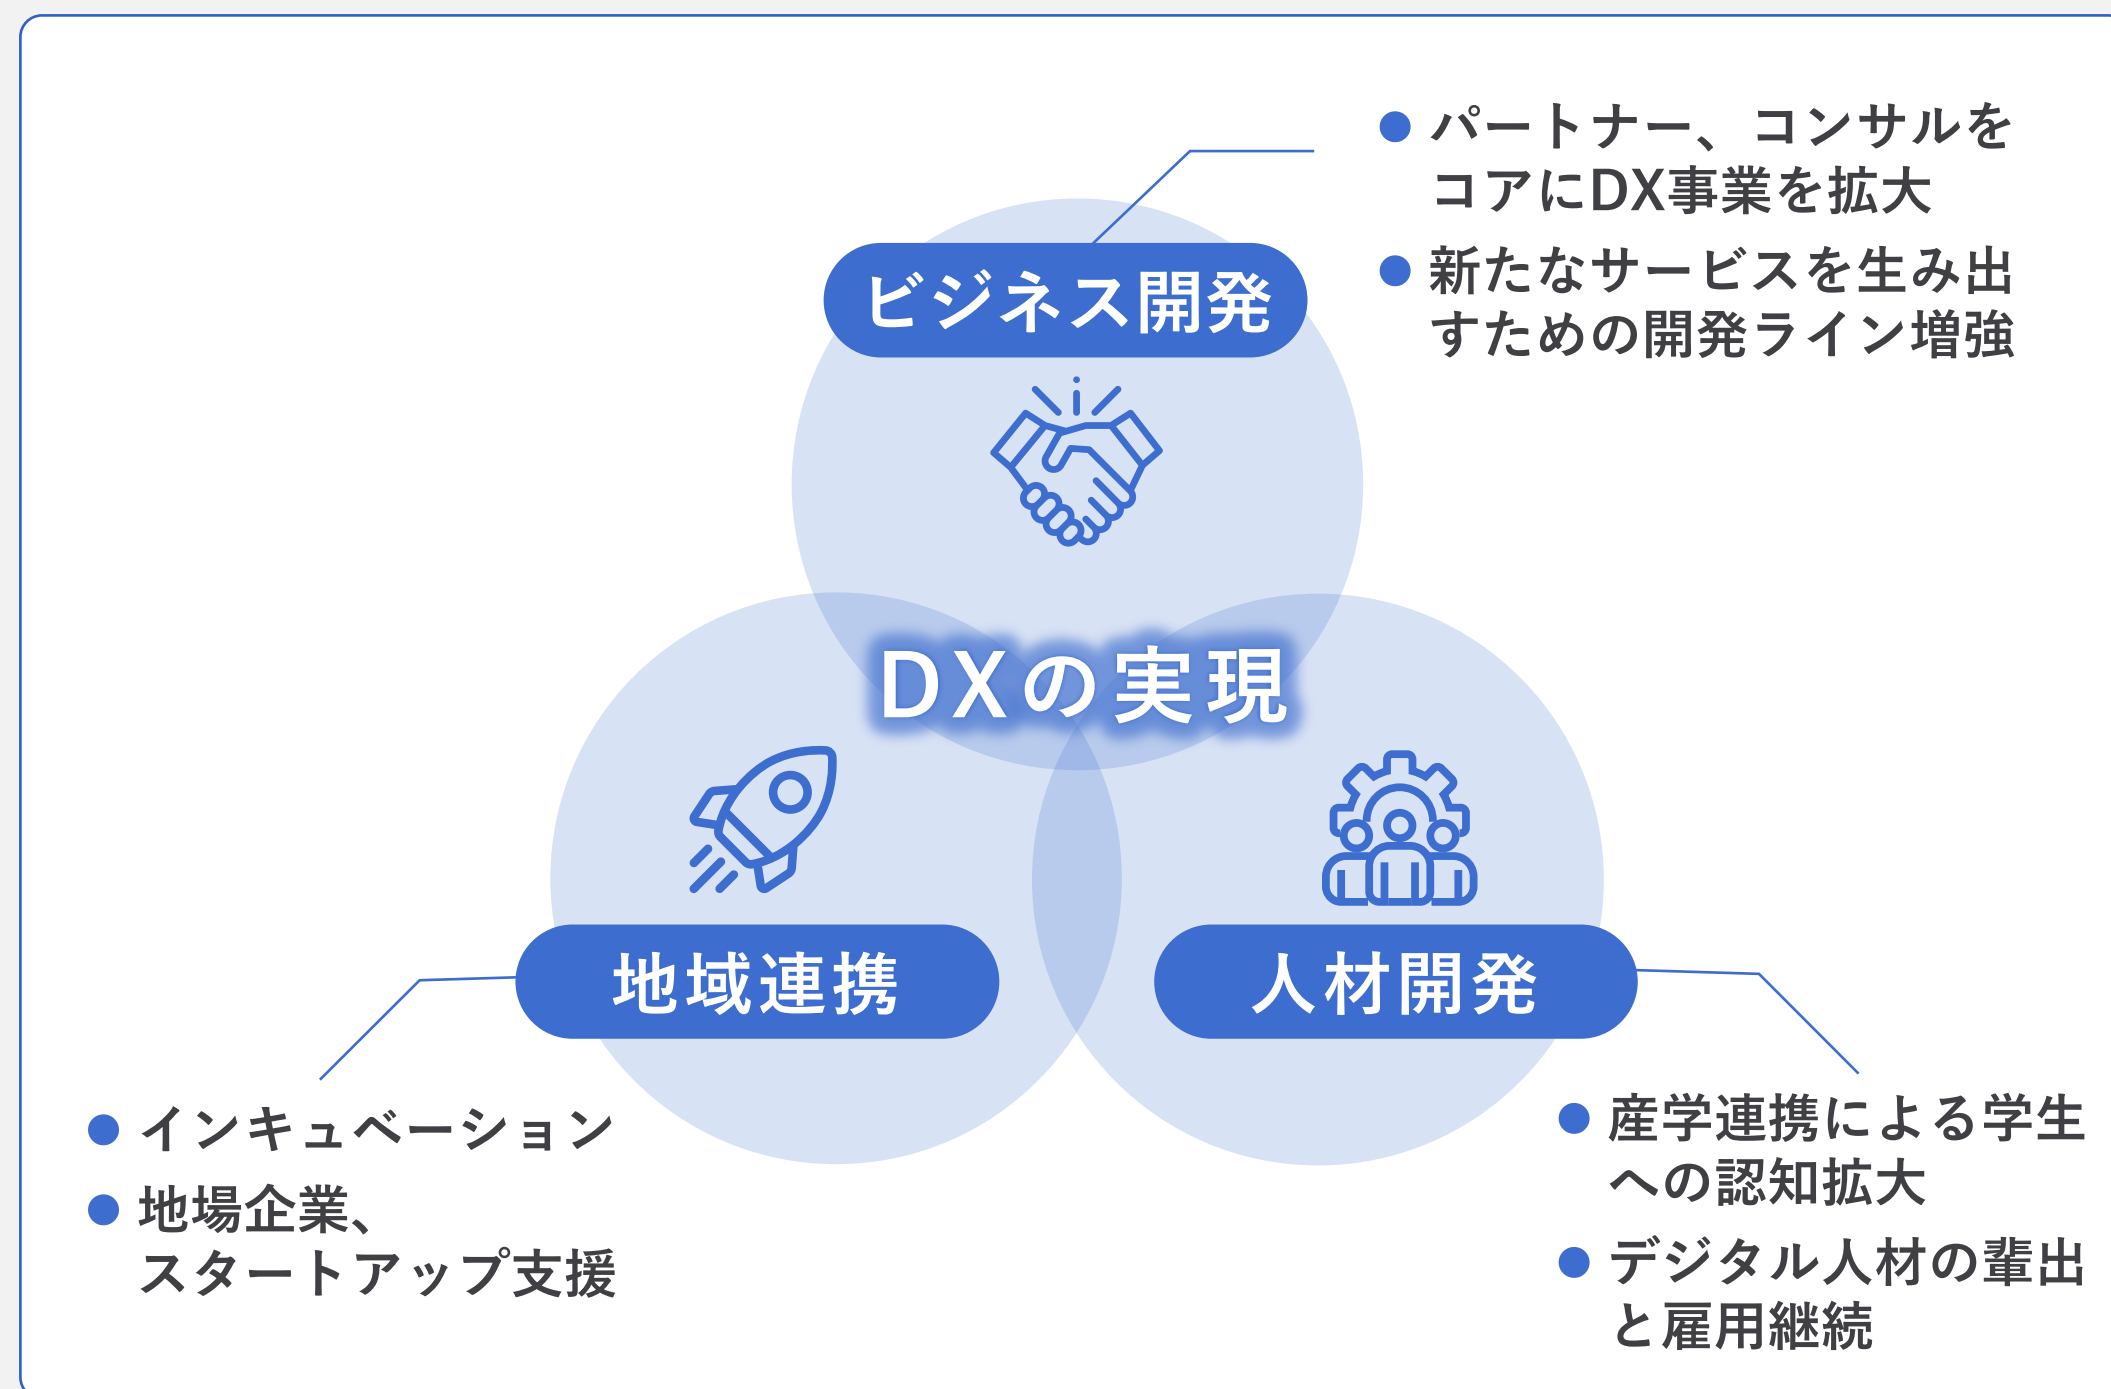 パートナー、コンサルを
コアにDX事業を拡大
新たなサービスを生み出
すための開発ライン増強
ビジネス開発
DXの実現
地域連携
人材開発
インキュベーション
地場企業、
スタートアップ支援
産学連携による学生
への認知拡大
デジタル人材の輩出
と雇用継続